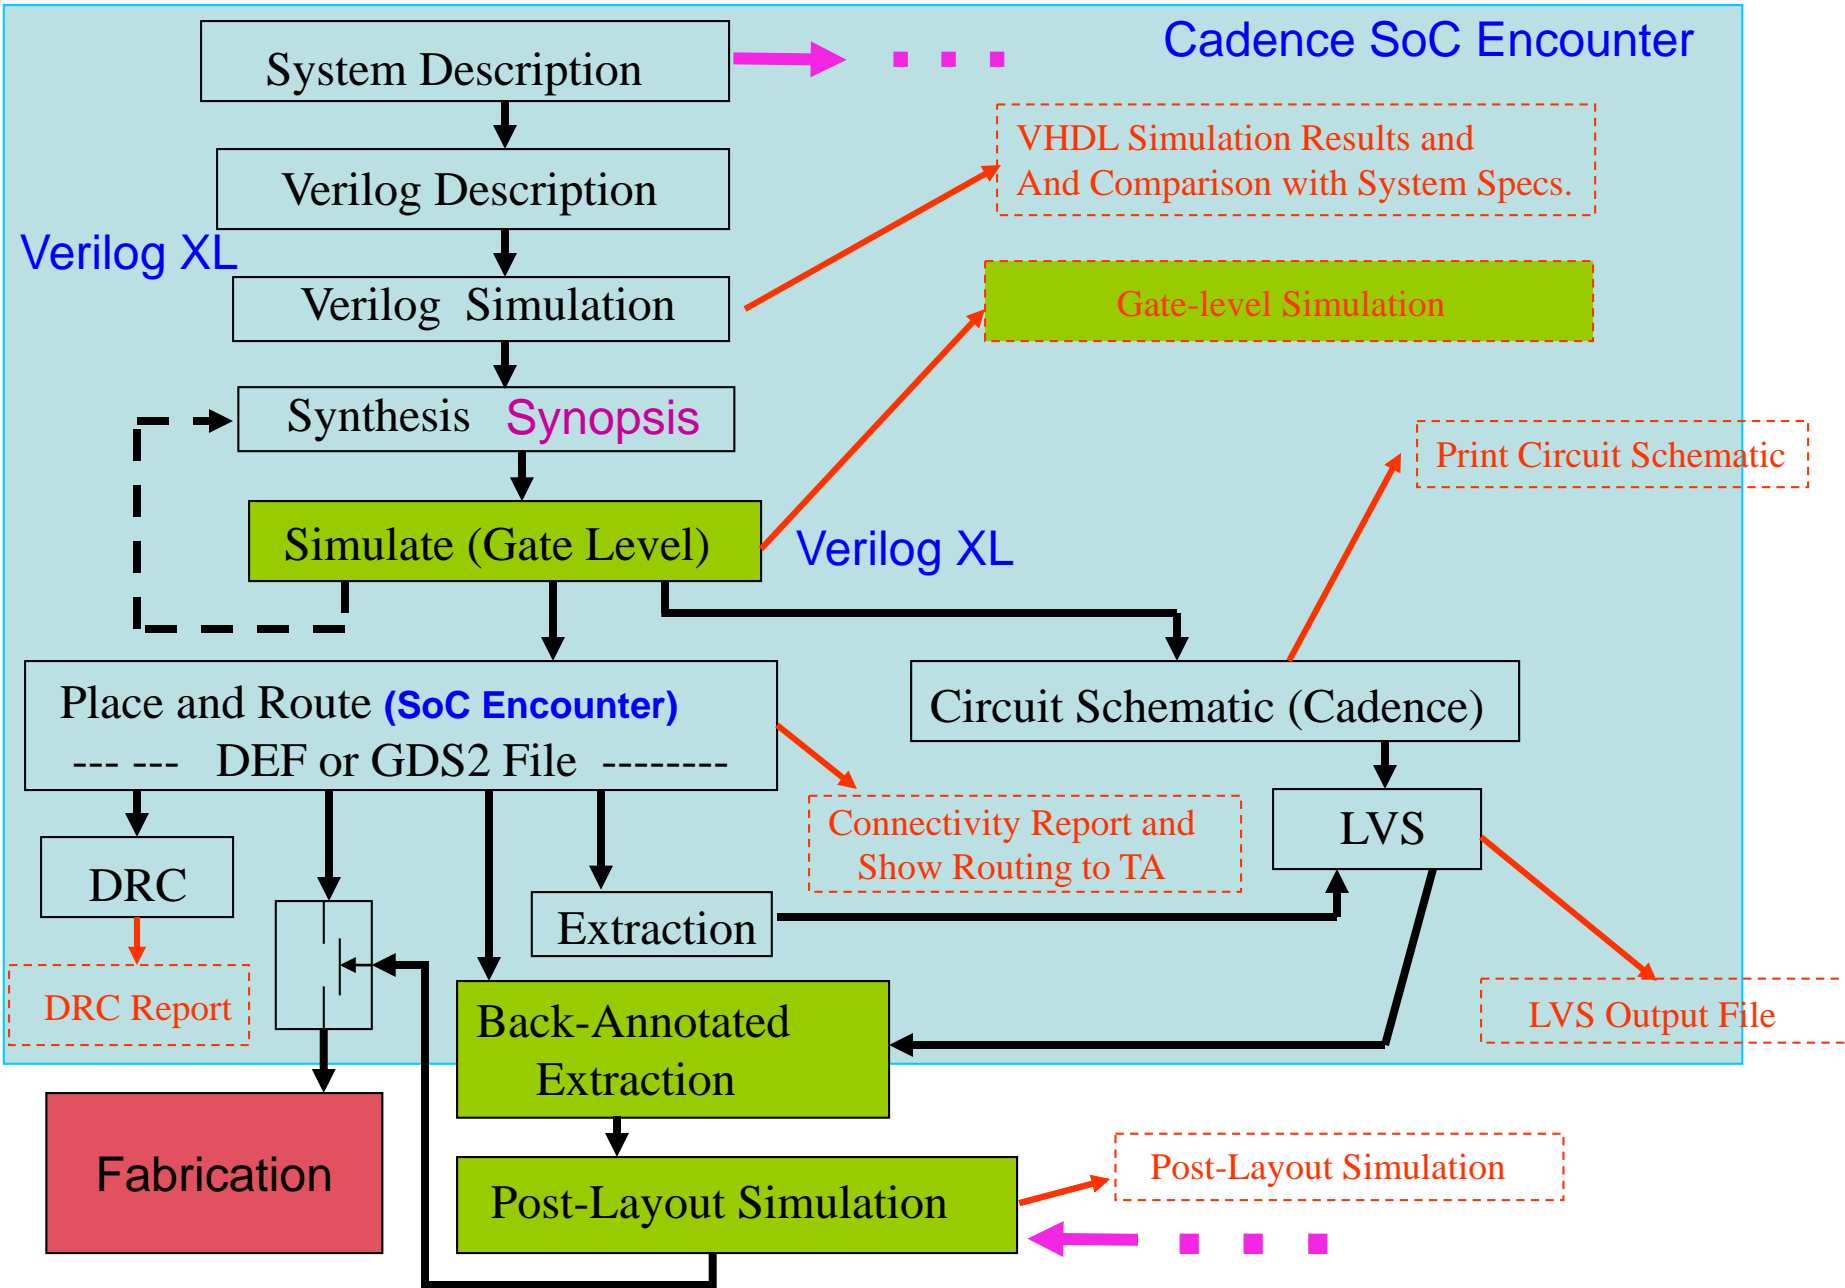 Cadence SoC Encounter
System Description
VHDL Simulation Results and
And Comparison with System Specs.
Verilog Description
Verilog XL
Verilog Simulation
Gate-level Simulation
Synthesis Synopsis
Print Circuit Schematic
Simulate (Gate Level)
Verilog XL
Place and Route (SoC Encounter)
--- --- DEF or GDS2 File --------
Circuit Schematic (Cadence)
Connectivity Report and
Show Routing to TA
LVS
DRC
Extraction
DRC Report
LVS Output File
Back-Annotated
Extraction
Fabrication
Post-Layout Simulation
Post-Layout Simulation